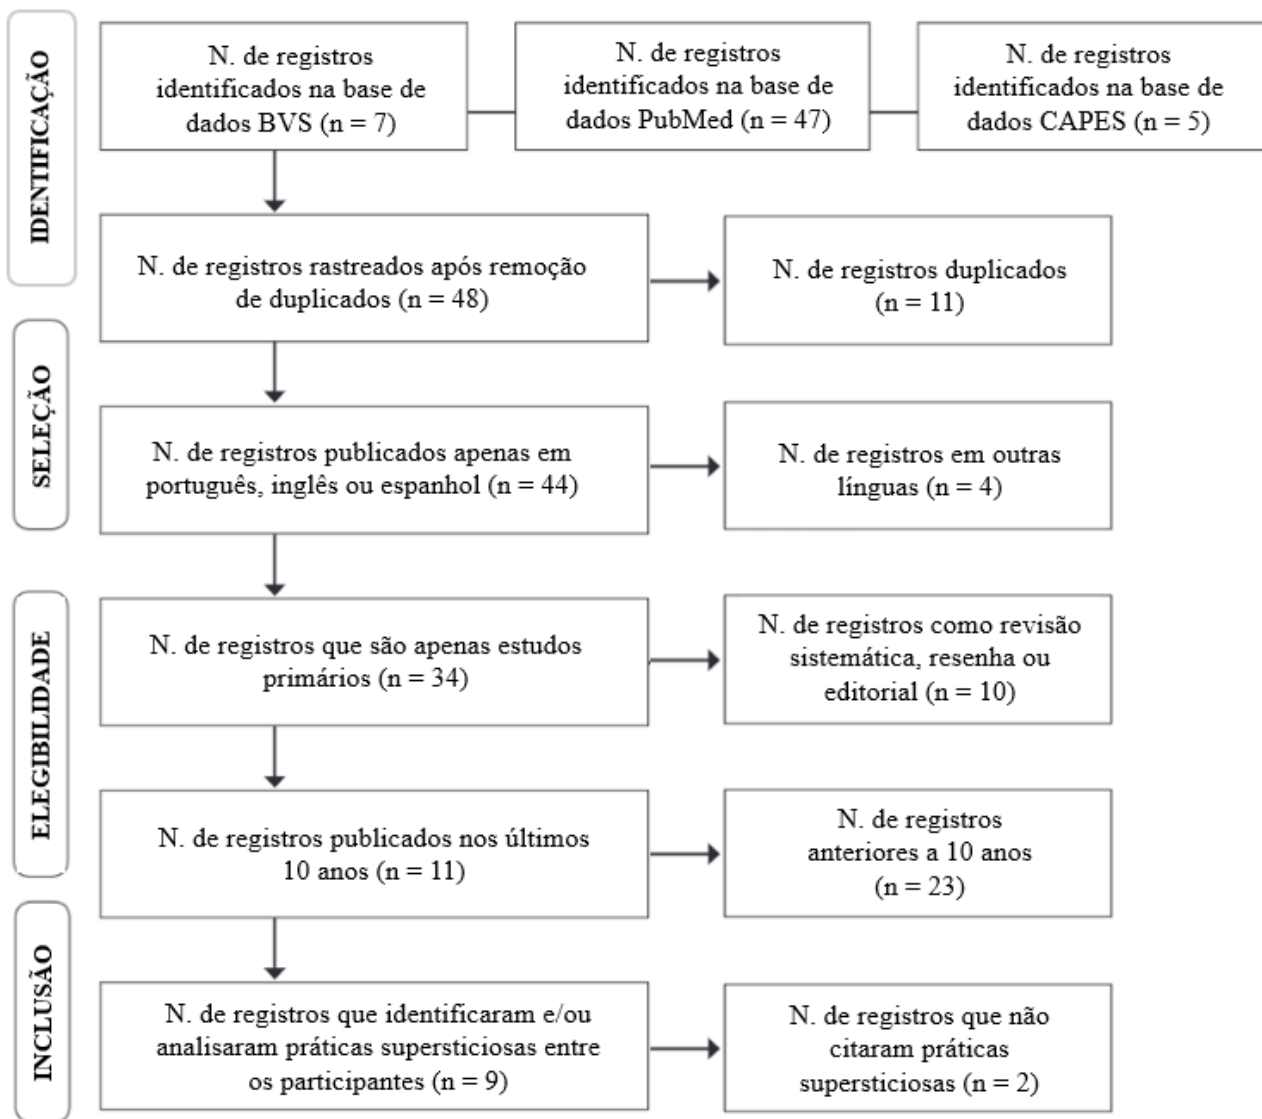 IDENTIFICAÇÃO
N. de registros
identificados na base de
dados BVS (n = 7)
N. de registros
identificados na base de
dados PubMed (n = 47)
N. de registros
identificados na base de
dados CAPES (n = 5)
N. de registros rastreados após remoção
de duplicados (n = 48)
N. de registros duplicados
(n = 11)
SELEÇÃO
N. de registros publicados apenas em
português, inglês ou espanhol (n = 44)
N. de registros em outras
línguas (n = 4)
ELEGIBILIDADE
N. de registros que são apenas estudos
primários (n = 34)
N. de registros como revisão
sistemática, resenha ou
editorial (n = 10)
N. de registros publicados nos últimos
10 anos (n = 11)
N. de registros
anteriores a 10 anos
(n = 23)
INCLUSÃO
N. de registros que identificaram e/ou
analisaram práticas supersticiosas entre
os participantes (n = 9)
N. de registros que não
citaram práticas
supersticiosas (n = 2)